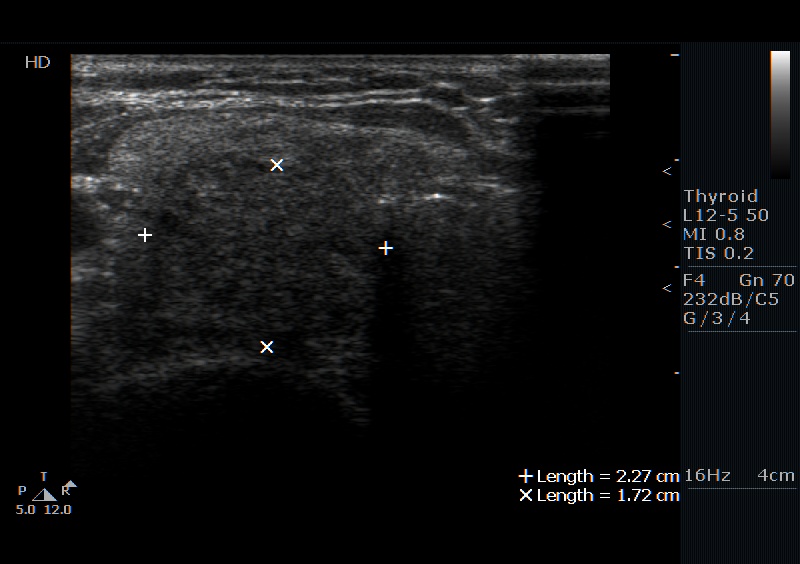 HD
Thyroid
L12-5 50
MI 0.8
TIS 0.2
F4 Gn 70
232dB/C5
G/3/4
T
P R
5.0 12.0
+ Length = 2.27 cm
× Length = 1.72 cm
16Hz 4cm